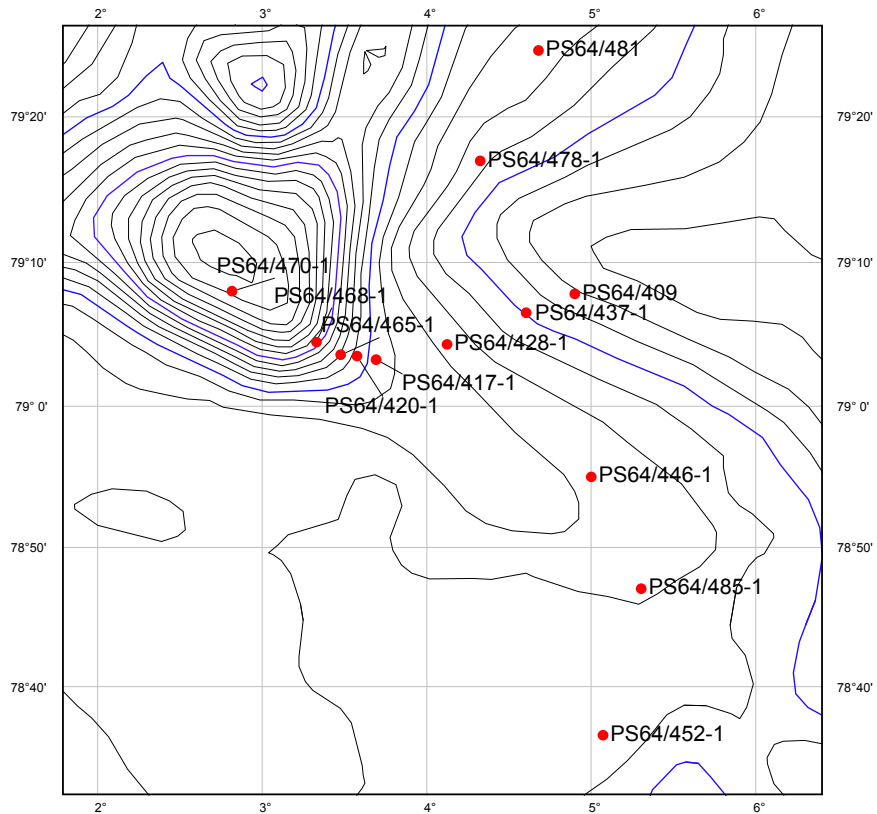 2° 3° 4° 5° 6°
PS64/481
79°20' 79°20'
PS64/478-1
79°10' 79°10'
PS64/470-1
PS64/409
PS64/468-1
PS64/437-1
PS64/465-1
PS64/428-1
PS64/417-1
79° 0' 79° 0'
PS64/420-1
PS64/446-1
78°50' 78°50'
PS64/485-1
78°40' 78°40'
PS64/452-1
2° 3° 4° 5° 6°